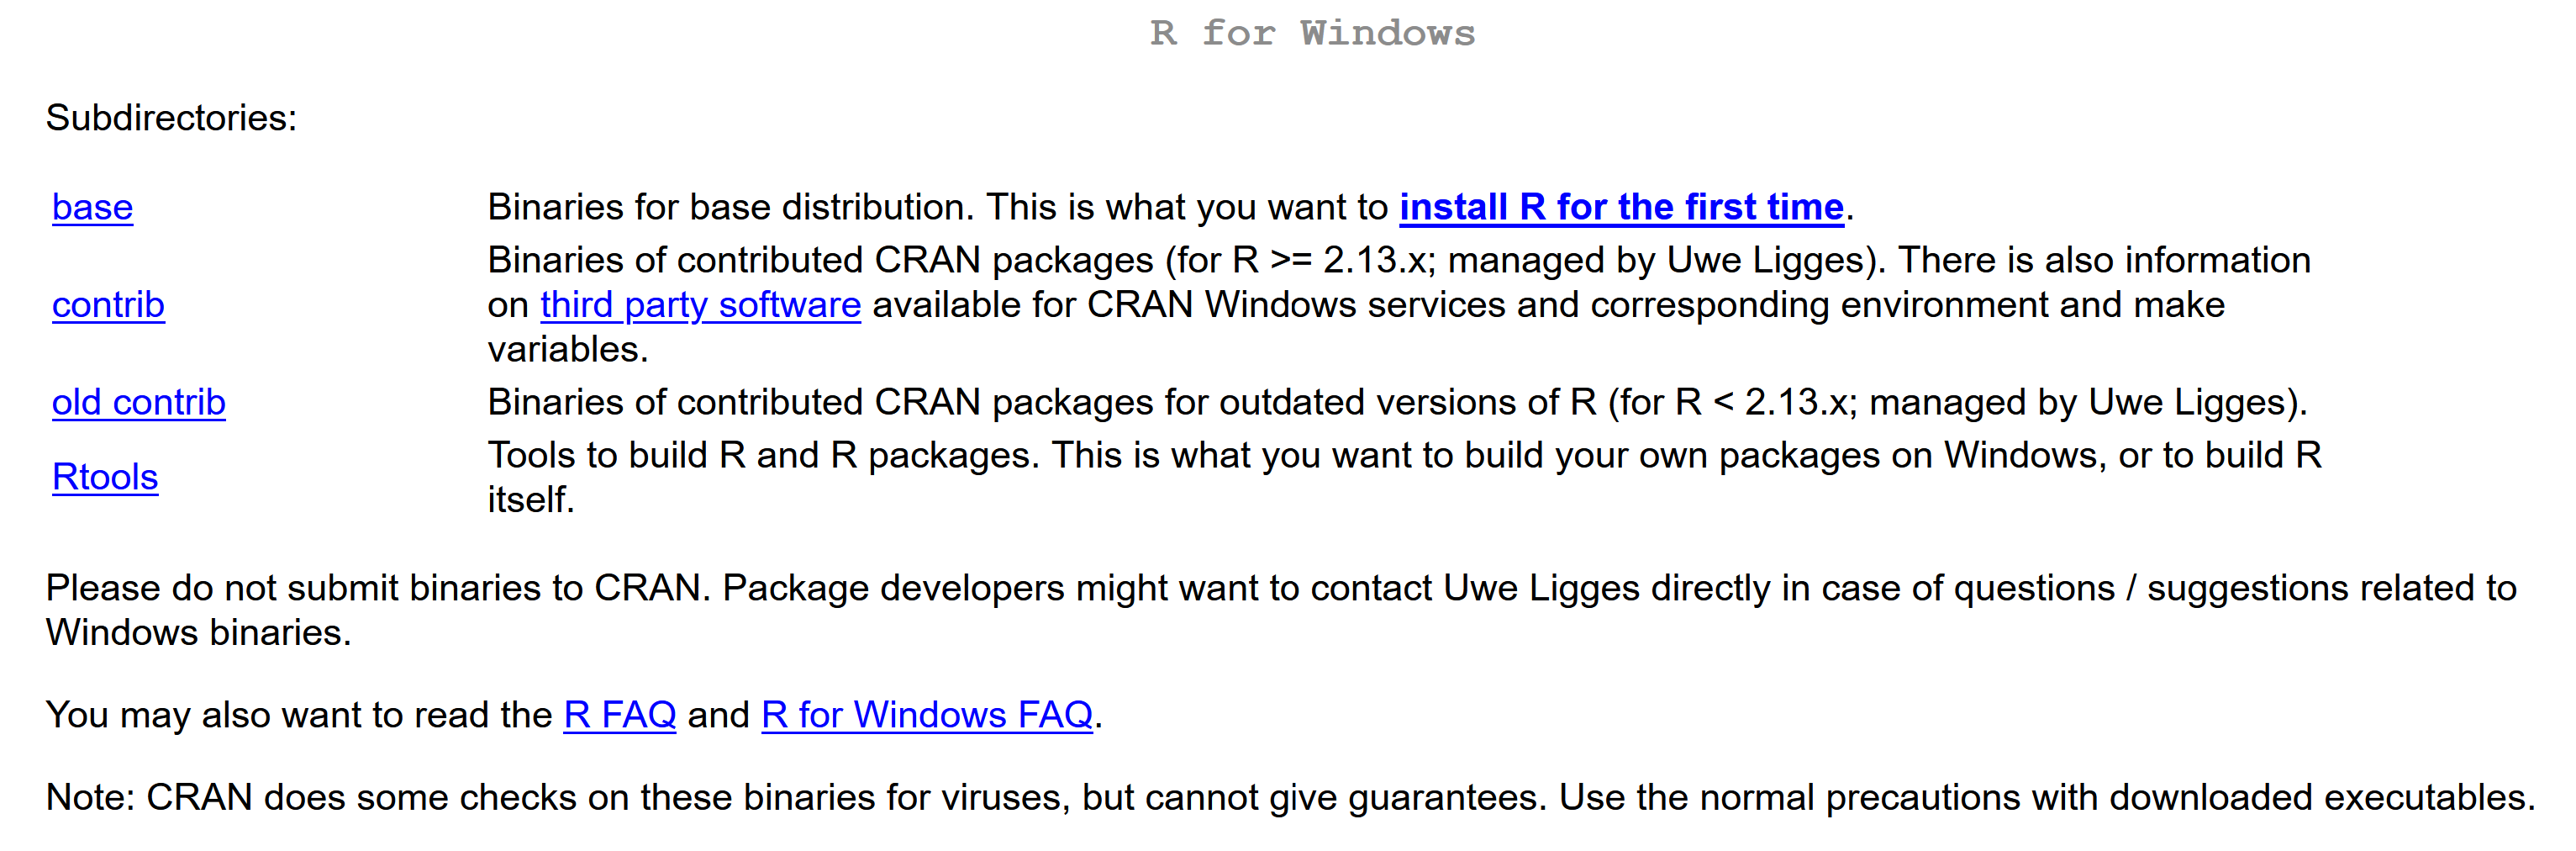 R for Windows
Subdirectories:
base
Binaries for base distribution. This is what you want to install R for the first time.
contrib
Binaries of contributed CRAN packages (for R >= 2.13.x; managed by Uwe Ligges). There is also information
on third party software available for CRAN Windows services and corresponding environment and make
variables.
old contrib
Binaries of contributed CRAN packages for outdated versions of R (for R < 2.13.x; managed by Uwe Ligges).
Rtools
Tools to build R and R packages. This is what you want to build your own packages on Windows, or to build R
itself.
Please do not submit binaries to CRAN. Package developers might want to contact Uwe Ligges directly in case of questions / suggestions related to
Windows binaries.
You may also want to read the R FAQ and R for Windows FAQ.
Note: CRAN does some checks on these binaries for viruses, but cannot give guarantees. Use the normal precautions with downloaded executables.